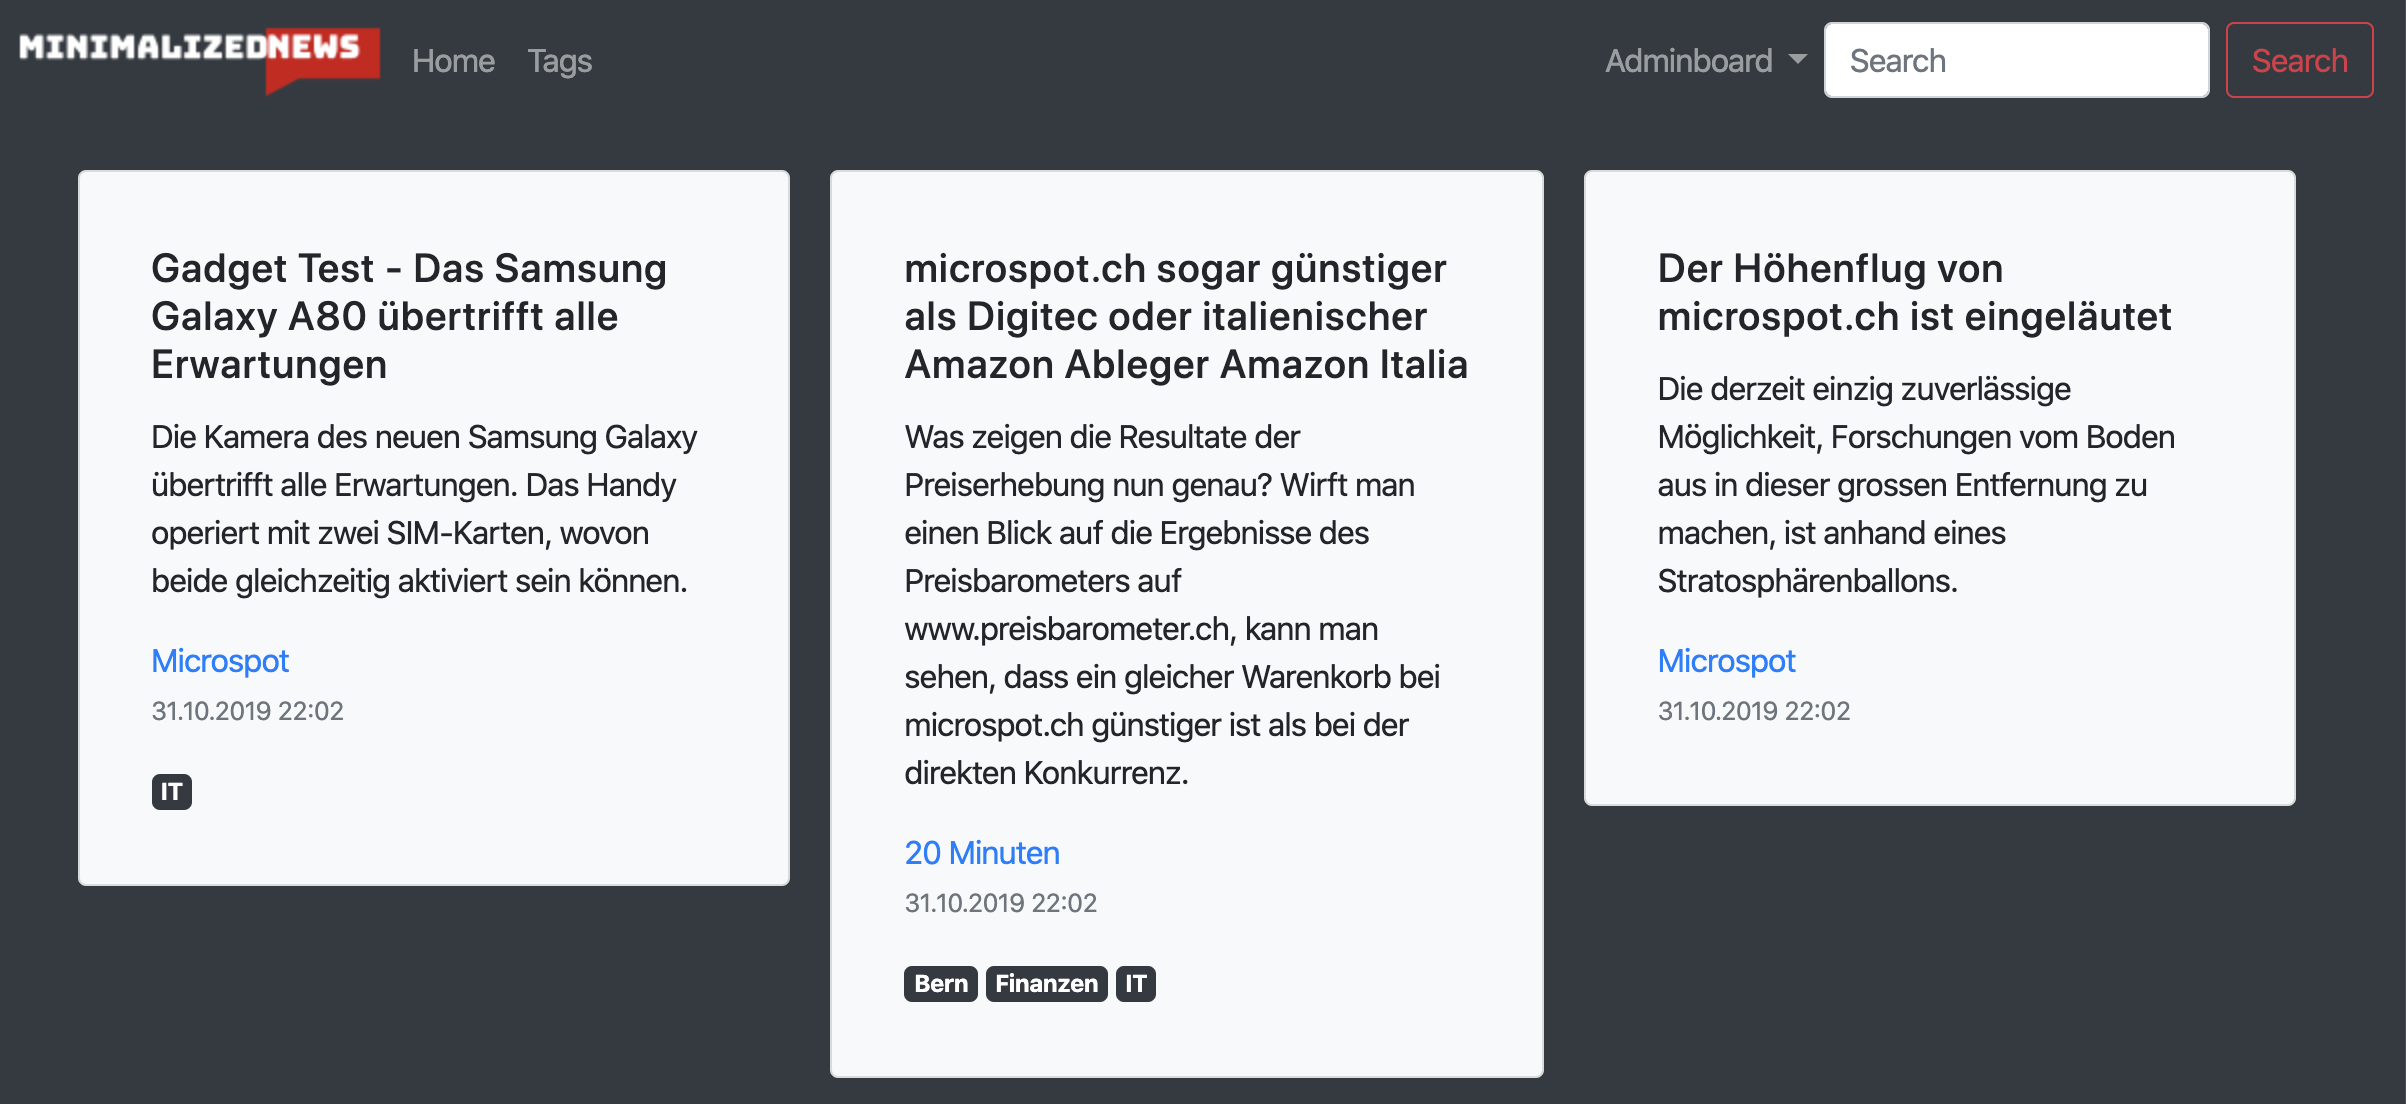 MINIMALIZEDNEWS
Home
Tags
Adminboard
Search
Search
Gadget Test - Das Samsung
Galaxy A80 übertrifft alle
Erwartungen
Die Kamera des neuen Samsung Galaxy
übertrifft alle Erwartungen. Das Handy
operiert mit zwei SIM-Karten, wovon
beide gleichzeitig aktiviert sein können.
Microspot
31.10.2019 22:02
IT
microspot.ch sogar günstiger
als Digitec oder italienischer
Amazon Ableger Amazon Italia
Was zeigen die Resultate der
Preiserhebung nun genau? Wirft man
einen Blick auf die Ergebnisse des
Preisbarometers auf
www.preisbarometer.ch, kann man
sehen, dass ein gleicher Warenkorb bei
microspot.ch günstiger ist als bei der
direkten Konkurrenz.
20 Minuten
31.10.2019 22:02
Bern Finanzen IT
Der Höhenflug von
microspot.ch ist eingeläutet
Die derzeit einzig zuverlässige
Möglichkeit, Forschungen vom Boden
aus in dieser grossen Entfernung zu
machen, ist anhand eines
Stratosphärenballons.
Microspot
31.10.2019 22:02